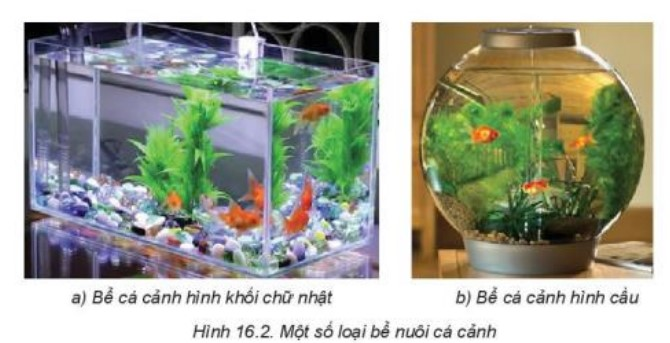 a) Bể cá cảnh hình khối chữ nhật
b) Bể cá cảnh hình cầu
Hình 16.2. Một số loại bể nuôi cá cảnh